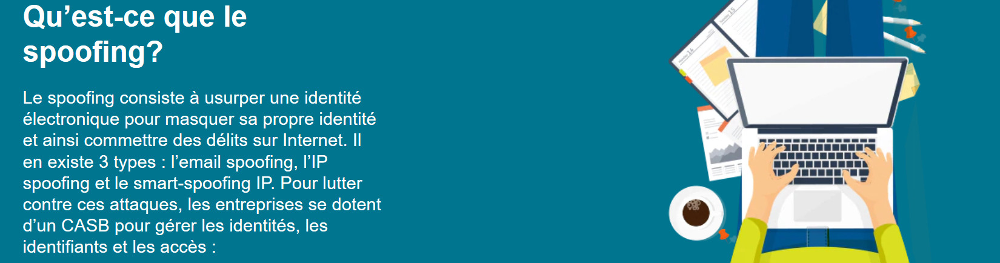 Qu’est-ce que le
spoofing?
Le spoofing consiste à usurper une identité
électronique pour masquer sa propre identité
et ainsi commettre des délits sur Internet. Il
en existe 3 types : l’email spoofing, l’IP
spoofing et le smart-spoofing IP. Pour lutter
contre ces attaques, les entreprises se dotent
d’un CASB pour gérer les identités, les
identifiants et les accès :
15
14